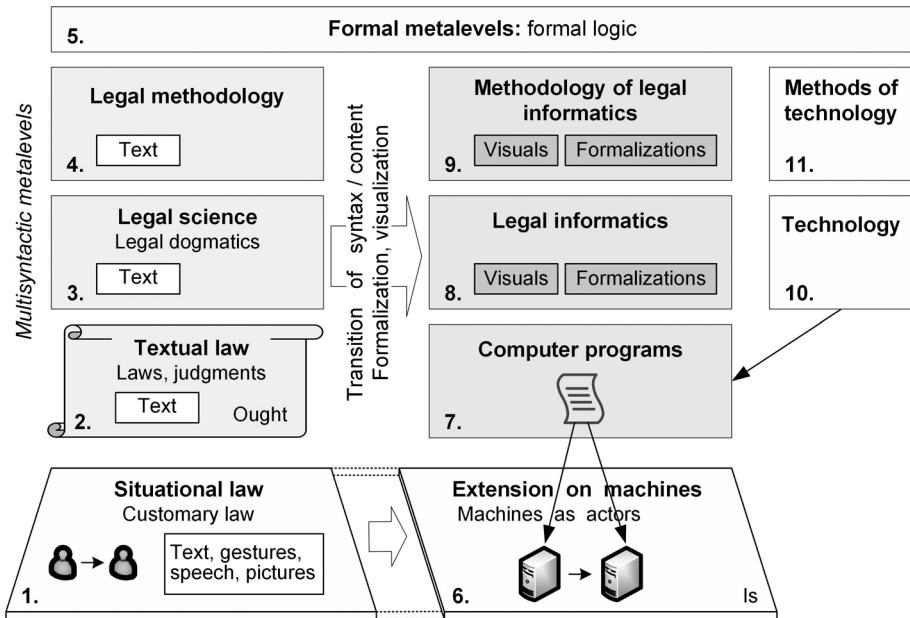 5.
Formal metalevels: formal logic
Multisyntactic metalevels
Legal methodology
Text
4.
Legal science
Legal dogmatics
Text
3.
Textual law
Laws, judgments
Text
Ought
2.
Situational law
Customary law
Text, gestures,
speech, pictures
1.
Transition of syntax / content
Formalization, visualization
Methodology of legal
informatics
Visuals
Formalizations
9.
Legal informatics
Visuals
Formalizations
8.
Computer programs
7.
Extension on machines
Machines as actors
6.
Is
Methods of
technology
11.
Technology
10.